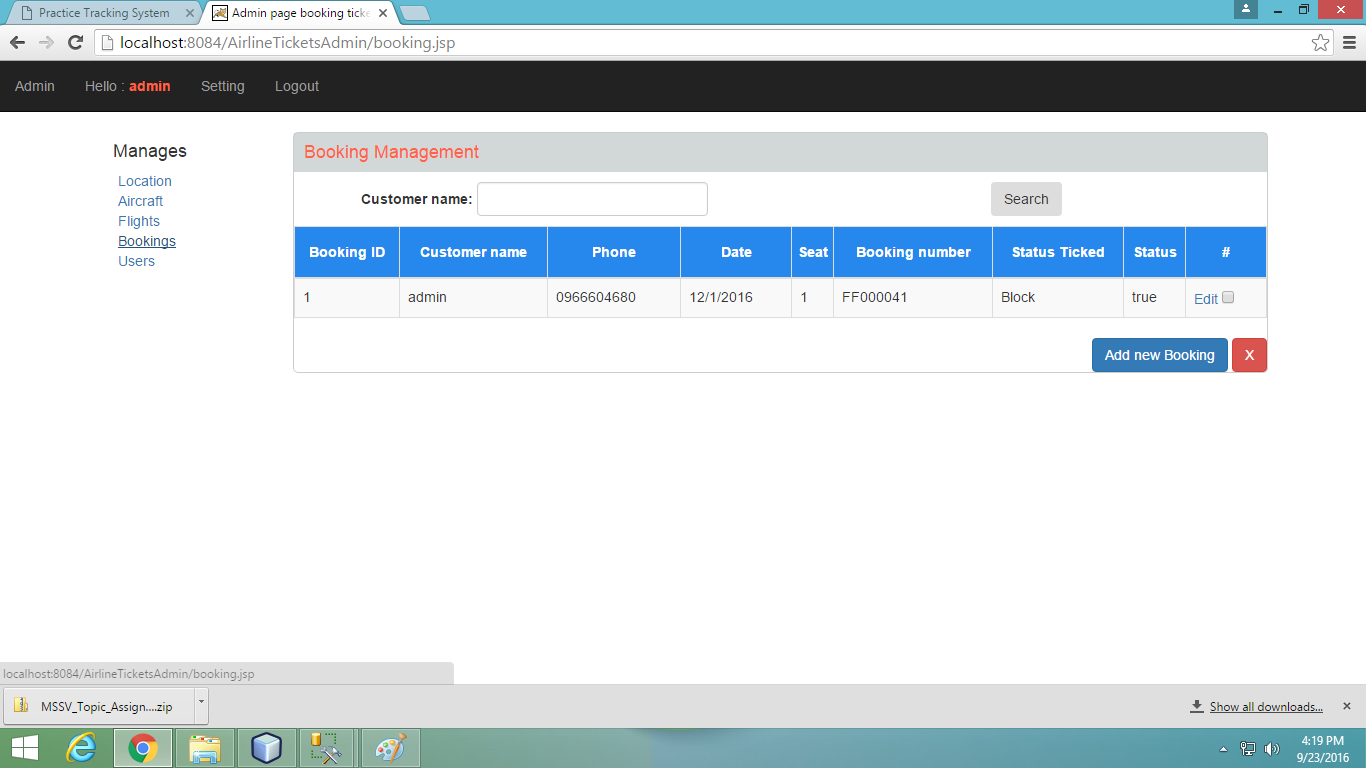 Practice Tracking System
Admin page booking ticke
localhost:8084/AirlineTicketsAdmin/booking.jsp
Admin Hello : admin Setting Logout
Manages
Location
Aircraft
Flights
Bookings
Users
Booking Management
Customer name: Search
Booking ID Customer name Phone Date Seat Booking number Status Ticked Status #
1 admin 0966604680 12/1/2016 1 FF000041 Block true Edit
Add new Booking X
localhost:8084/AirlineTicketsAdmin/booking.jsp
MSSV_Topic_Assign....zip
Show all downloads...
4:19 PM
9/23/2016